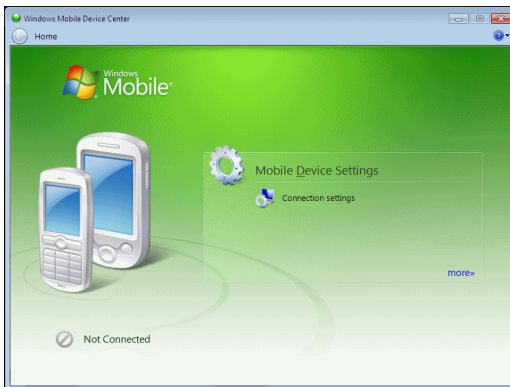 Windows Mobile Device Center
Home
Windows
Mobile®
Mobile Device Settings
Connection settings
more»
Not Connected